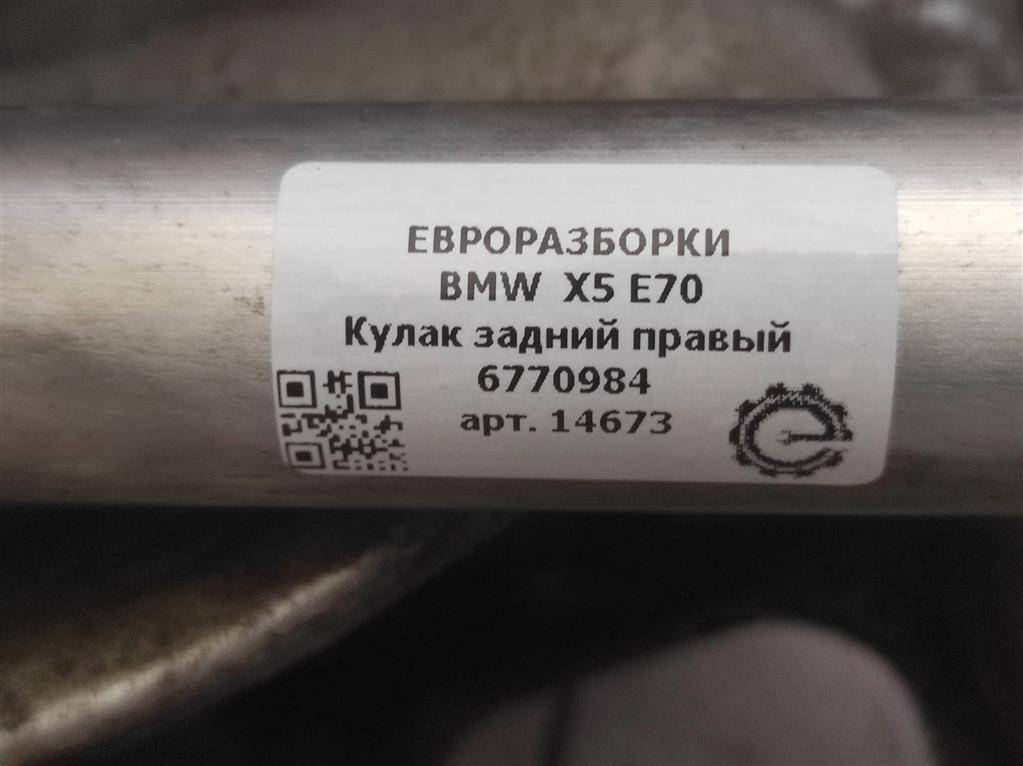 ЕВРОРАЗБОРКИ
BMW X5 E70
Кулак задний правый
6770984
арт. 14673